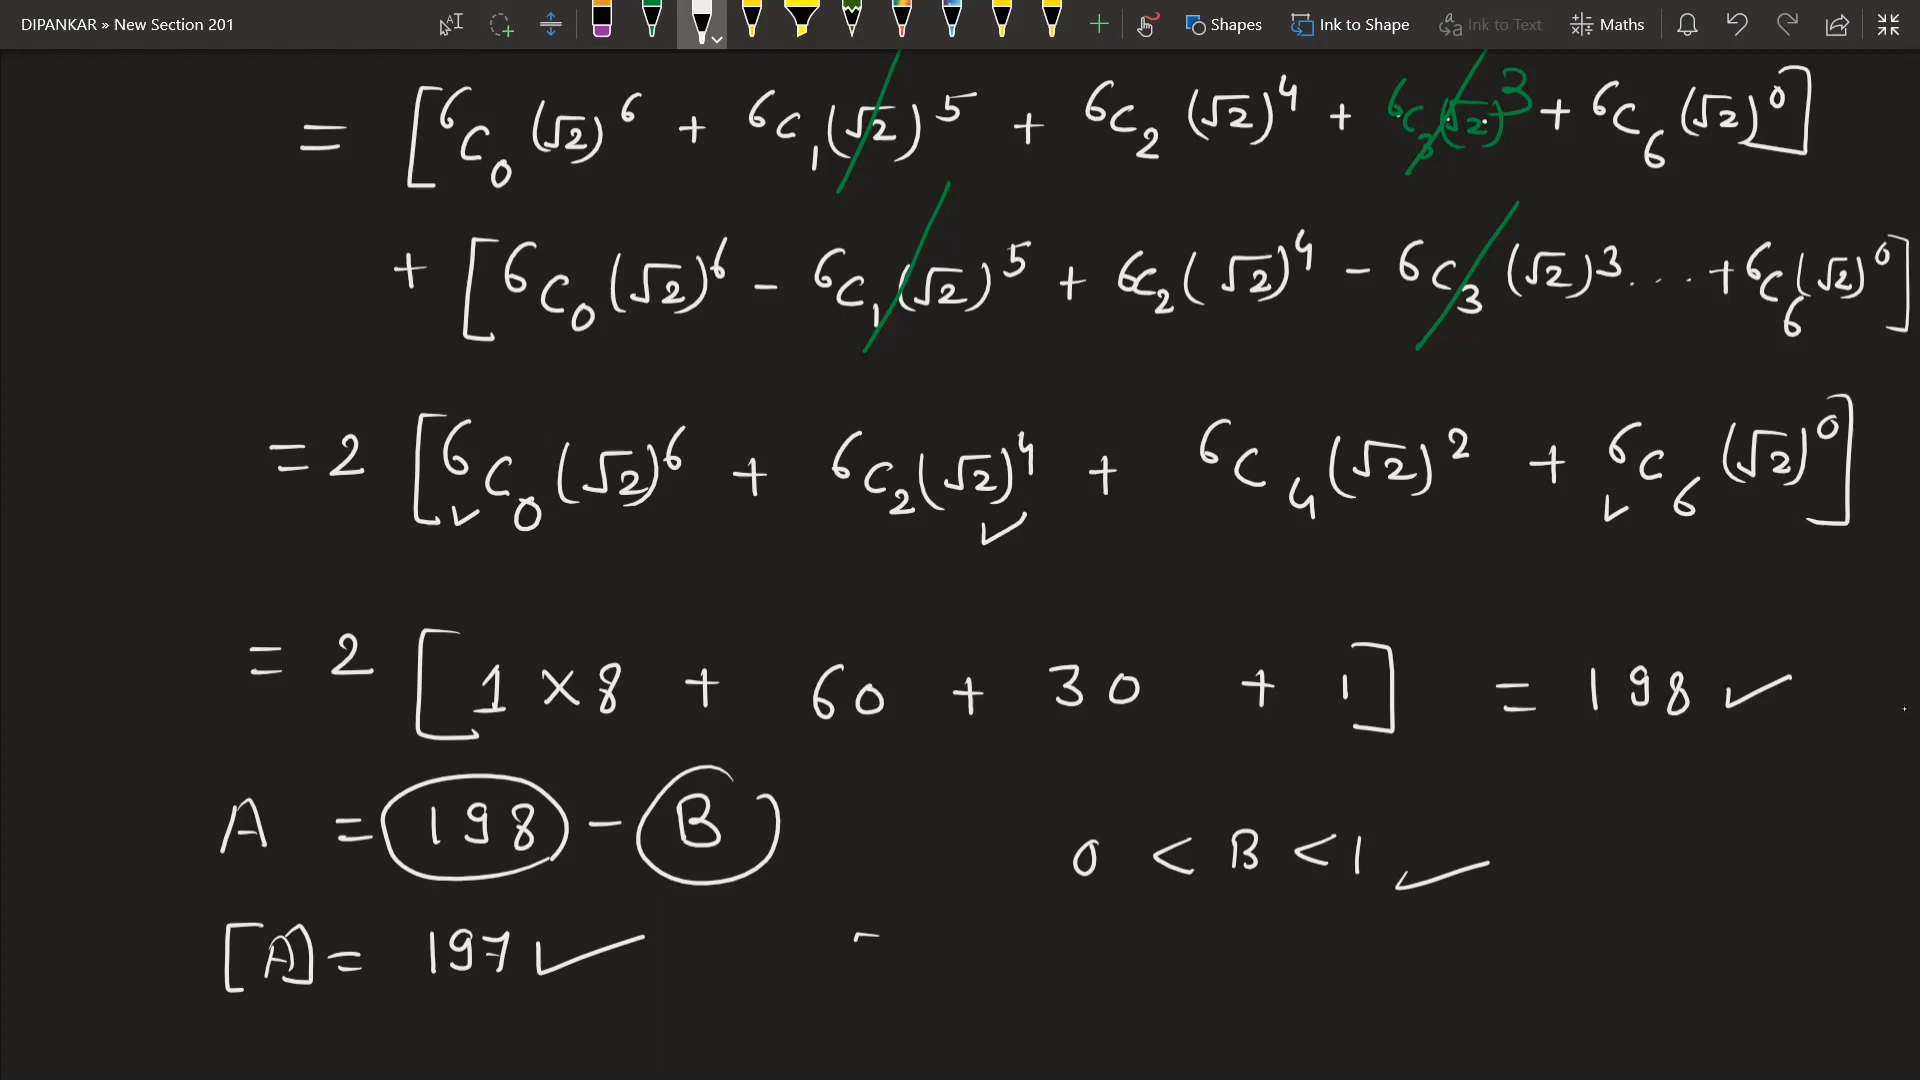 DIPANKAR » New Section 201 Shapes Ink to Shape Ink to Text Maths
= [⁶C₀ (√2)⁶ + ⁶C₁ (√2)⁵ + ⁶C₂ (√2)⁴ + ⁶C₃ (√2)³ + ⁶C₆ (√2)⁰]
+ [⁶C₀ (√2)⁶ - ⁶C₁ (√2)⁵ + 6C₂ (√2)⁴ - ⁶C₃ (√2)³ .... + ⁶C₆ (√2)⁰]
= 2 [⁶C₀ (√2)⁶ + ⁶C₂ (√2)⁴ + ⁶C₄ (√2)² + ⁶C₆ (√2)⁰]
= 2 [1 × 8 + 60 + 30 + 1] = 198 ✓
A = 198 - B 0 < B < 1 ✓
[A] = 197 ✓